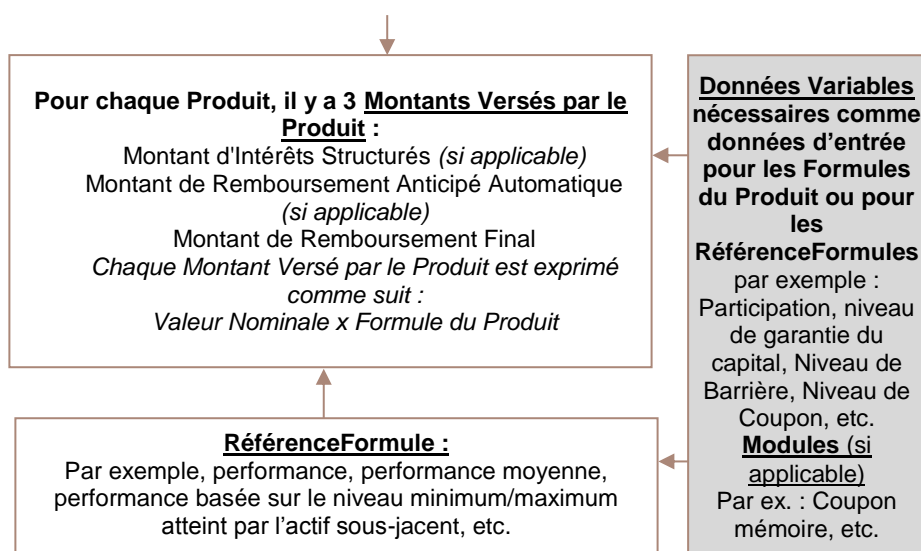 Pour chaque Produit, il y a 3 Montants Versés par le
Produit :
Montant d'Intérêts Structurés (si applicable)
Montant de Remboursement Anticipé Automatique
(si applicable)
Montant de Remboursement Final
Chaque Montant Versé par le Produit est exprimé
comme suit :
Valeur Nominale x Formule du Produit
RéférenceFormule :
Par exemple, performance, performance moyenne,
performance basée sur le niveau minimum/maximum
atteint par l'actif sous-jacent, etc.
Données Variables
nécessaires comme
données d'entrée
pour les Formules
du Produit ou pour
les
RéférenceFormules
par exemple :
Participation, niveau
de garantie du
capital, Niveau de
Barrière, Niveau de
Coupon, etc.
Modules (si
applicable)
Par ex. : Coupon
mémoire, etc.